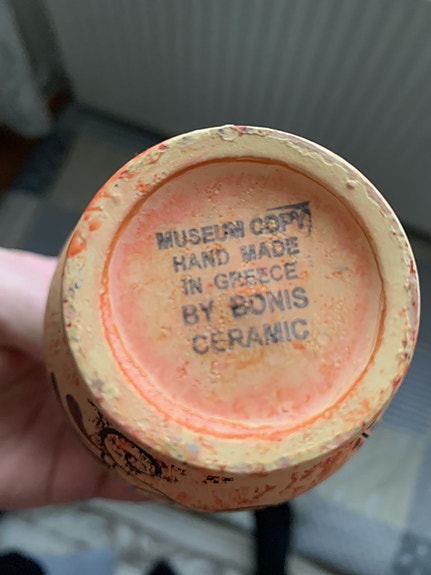 MUSEUM COPY
HAND MADE
IN GREECE
BY BONIS
CERAMIC